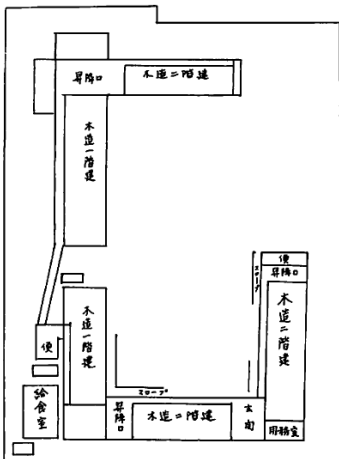 昇降口
木造二階建
木造一階建
便
昇降口
スロープ
木造二階建
木造一階建
便
スロープ
給食室
昇降口
木造二階建
玄関
用務室